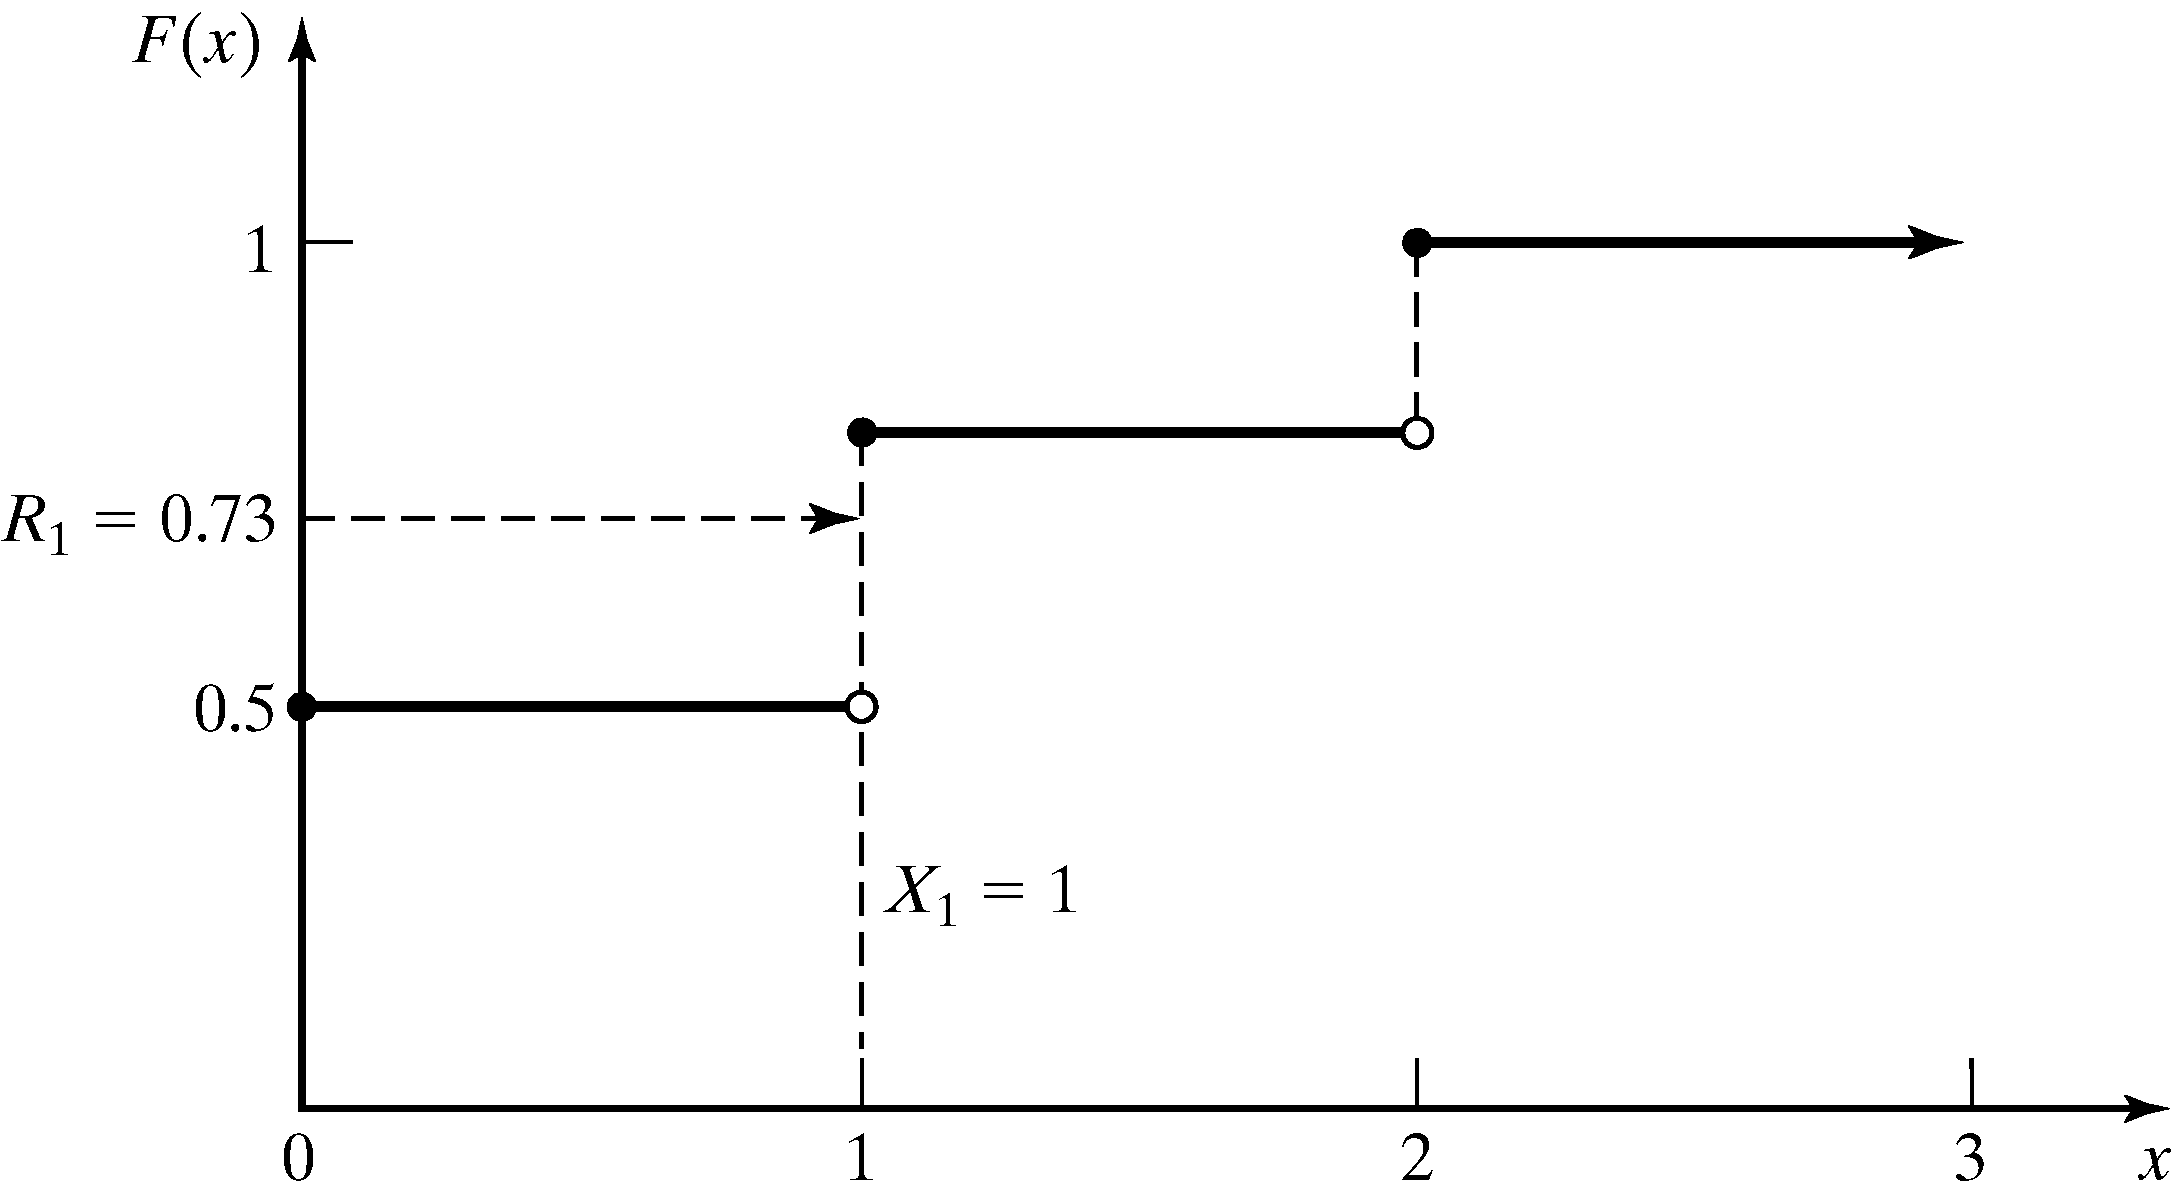 F(x)
1
R₁ = 0.73
0.5
X₁ = 1
0 1 2 3 x